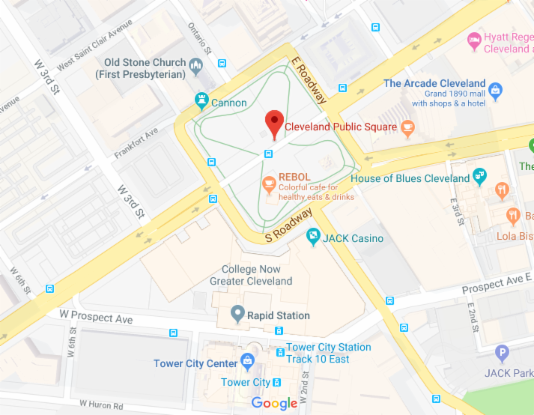 Ontario St
West Saint Clair Avenue
Hyatt Rege
Cleveland a
Old Stone Church
(First Presbyterian)
W 3rd St
E Roadway
The Arcade Cleveland
Grand 1890 mall
with shops & a hotel
Cannon
venue
Frankfort Ave
Cleveland Public Square
The
REBOL
Colorful cafe for
healthy eats & drinks
House of Blues Cleveland
W 3rd St
E 3rd St
Ba
Lola Bis
S Roadway
JACK Casino
W 6th St
College Now
Greater Cleveland
Prospect Ave E
E 2nd St
Rapid Station
W Prospect Ave
W 6th St
Tower City Station
Track 10 East
Tower City Center
JACK Park
Tower City
W 2nd St
W Huron Rd
Google